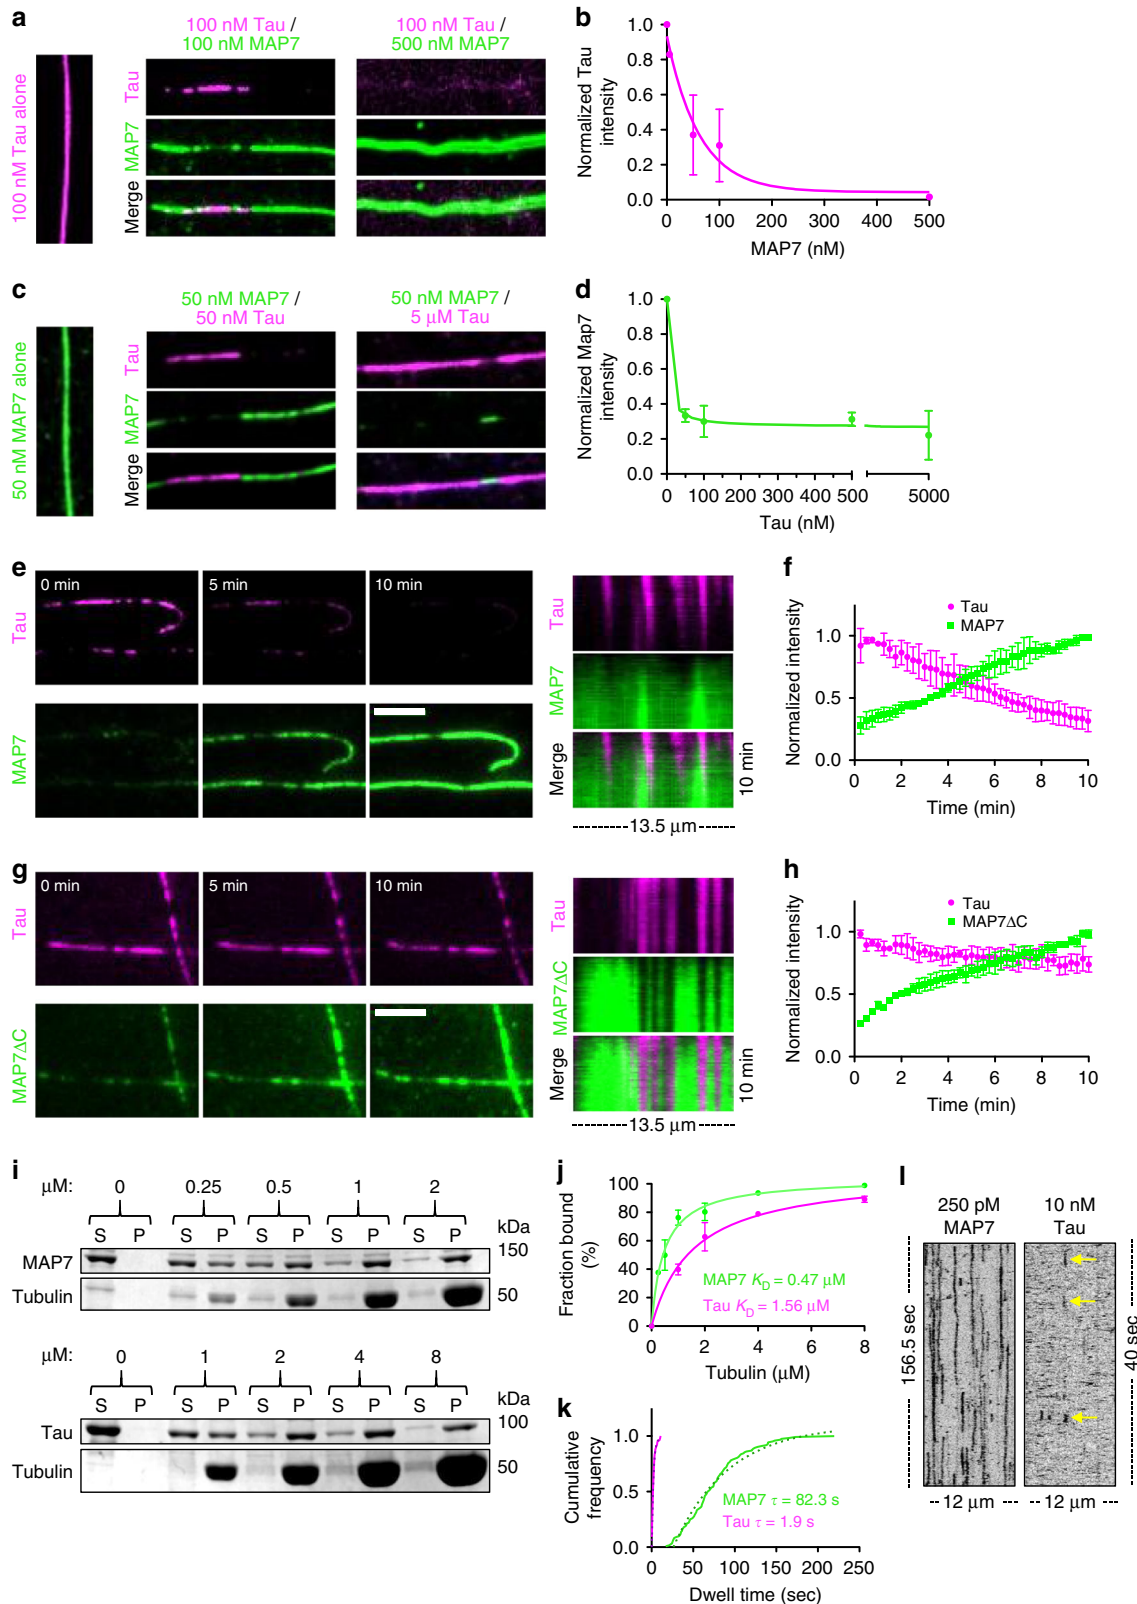 a
100 nM Tau alone
100 nM Tau /
100 nM MAP7
100 nM Tau /
500 nM MAP7
Tau
MAP7
Merge
b
Normalized Tau
intensity
1.0
0.8
0.6
0.4
0.2
0
0 100 200 300 400 500
MAP7 (nM)
c
50 nM MAP7 alone
50 nM MAP7 /
50 nM Tau
50 nM MAP7 /
5 μM Tau
Tau
MAP7
Merge
d
Normalized Map7
intensity
1.0
0.8
0.6
0.4
0.2
0
0 100 200 300 400 500 5000
Tau (nM)
e
0 min 5 min 10 min
Tau
MAP7
Tau
MAP7
Merge
10 min
13.5 μm
f
Tau
MAP7
Normalized intensity
1.0
0.5
0.0
0 2 4 6 8 10
Time (min)
g
0 min 5 min 10 min
Tau
MAP7ΔC
Tau
MAP7ΔC
Merge
10 min
13.5 μm
h
Tau
MAP7ΔC
Normalized intensity
1.0
0.5
0.0
0 2 4 6 8 10
Time (min)
i
μM: 0 0.25 0.5 1 2
S P S P S P S P S P
kDa
MAP7 150
Tubulin 50
μM: 0 1 2 4 8
S P S P S P S P S P
kDa
Tau 100
Tubulin 50
j
Fraction bound
(%)
100
80
60
40
20
0
MAP7 KD = 0.47 μM
Tau KD = 1.56 μM
0 2 4 6 8
Tubulin (μM)
k
Cumulative
frequency
1.0
0.5
0.0
MAP7 τ = 82.3 s
Tau τ = 1.9 s
0 50 100 150 200 250
Dwell time (sec)
l
250 pM
MAP7
10 nM
Tau
156.5 sec
40 sec
12 μm 12 μm